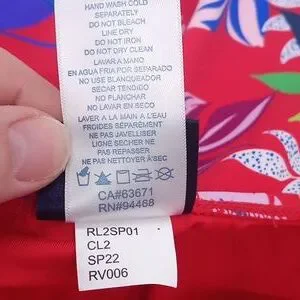 HAND WASH COLD
SEPARATELY
DO NOT BLEACH
LINE DRY
DO NOT IRON
DO NOT DRY CLEAN
LAVAR A MANO
EN AGUA FRIA POR SEPARADO
NO USE BLANQUEADOR
SECAR TENDIDO
NO PLANCHAR
NO LAVAR EN SECO
LAVER A LA MAIN A L'EAU
FROIDES SÉPARÉMENT
NE PAS JAVELLISER
LIGNE SÉCHER
NE PAS REPASSER
NE PAS NETTOYER À SEC
CA#63671
RN#94468
RL2SP01
CL2
SP22
RV006